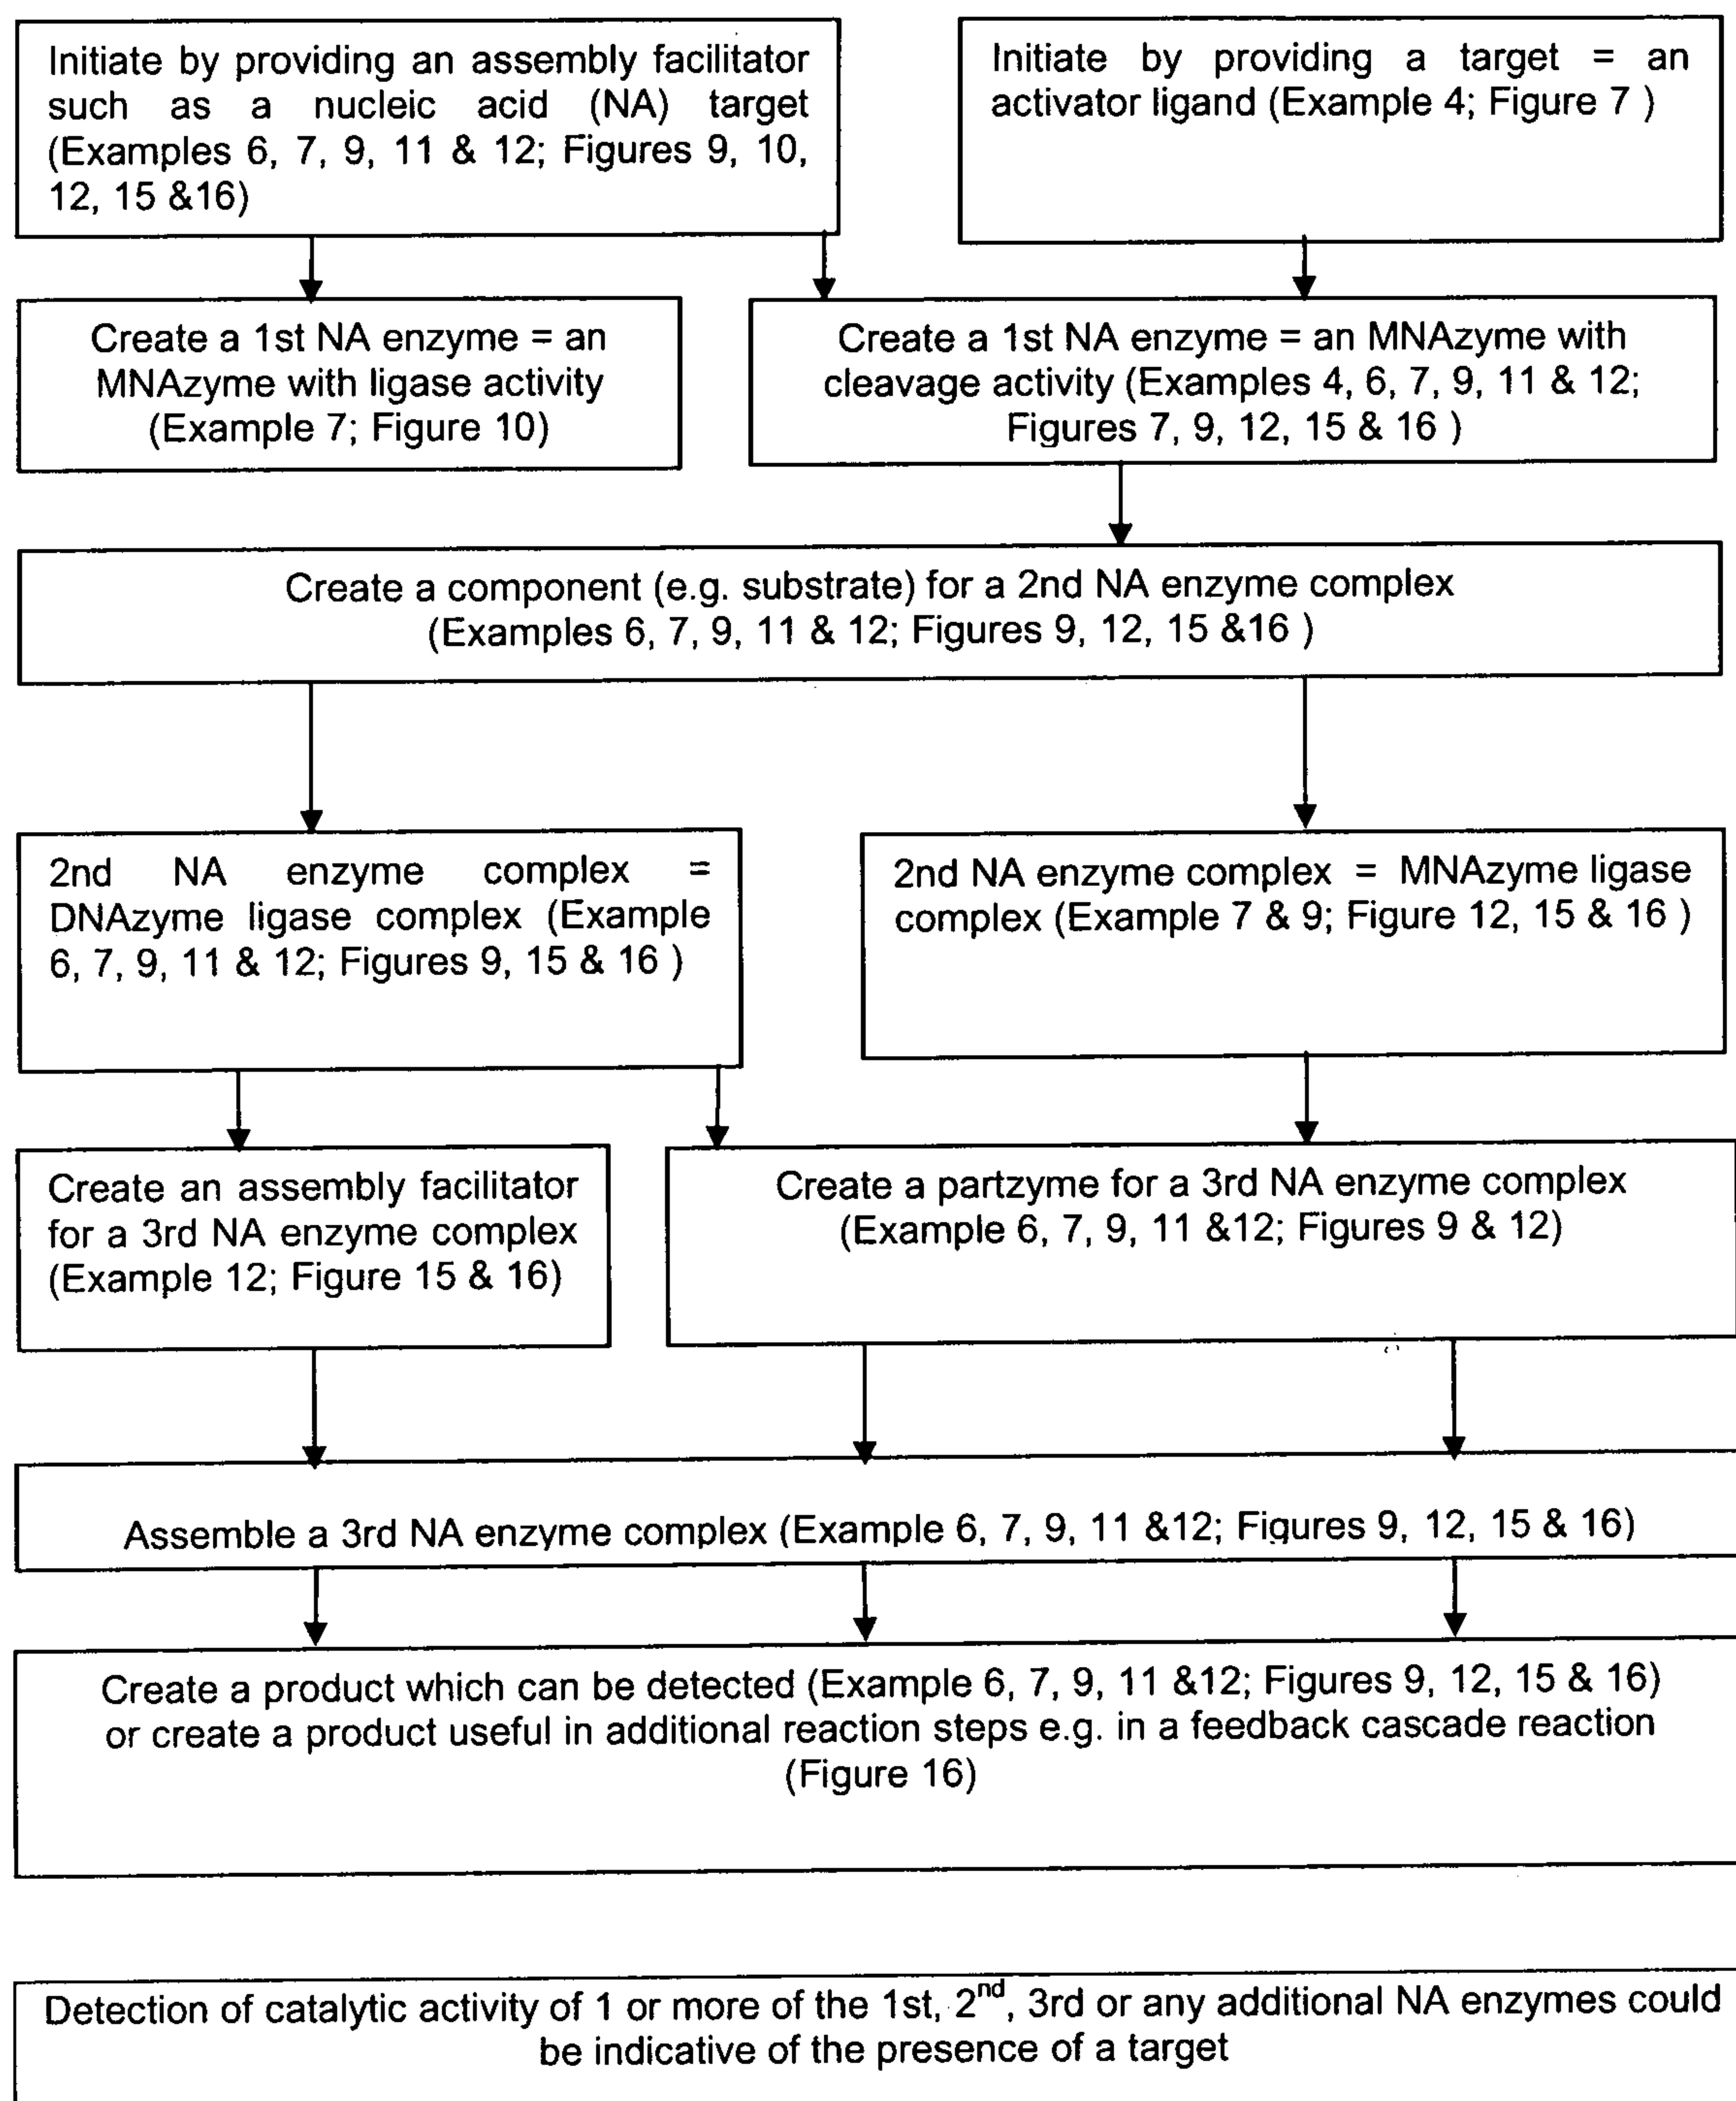 Initiate by providing an assembly facilitator
such as a nucleic acid (NA) target
(Examples 6, 7, 9, 11 & 12; Figures 9, 10,
12, 15 &16)
Initiate by providing a target = an
activator ligand (Example 4; Figure 7 )
Create a 1st NA enzyme = an
MNAzyme with ligase activity
(Example 7; Figure 10)
Create a 1st NA enzyme = an MNAzyme with
cleavage activity (Examples 4, 6, 7, 9, 11 & 12;
Figures 7, 9, 12, 15 & 16 )
Create a component (e.g. substrate) for a 2nd NA enzyme complex
(Examples 6, 7, 9, 11 & 12; Figures 9, 12, 15 &16 )
2nd NA enzyme complex =
DNAzyme ligase complex (Example
6, 7, 9, 11 & 12; Figures 9, 15 & 16 )
2nd NA enzyme complex = MNAzyme ligase
complex (Example 7 & 9; Figure 12, 15 & 16 )
Create an assembly facilitator
for a 3rd NA enzyme complex
(Example 12; Figure 15 & 16)
Create a partzyme for a 3rd NA enzyme complex
(Example 6, 7, 9, 11 &12; Figures 9 & 12)
Assemble a 3rd NA enzyme complex (Example 6, 7, 9, 11 &12; Figures 9, 12, 15 & 16)
Create a product which can be detected (Example 6, 7, 9, 11 &12; Figures 9, 12, 15 & 16)
or create a product useful in additional reaction steps e.g. in a feedback cascade reaction
(Figure 16)
Detection of catalytic activity of 1 or more of the 1st, 2nd, 3rd or any additional NA enzymes could
be indicative of the presence of a target